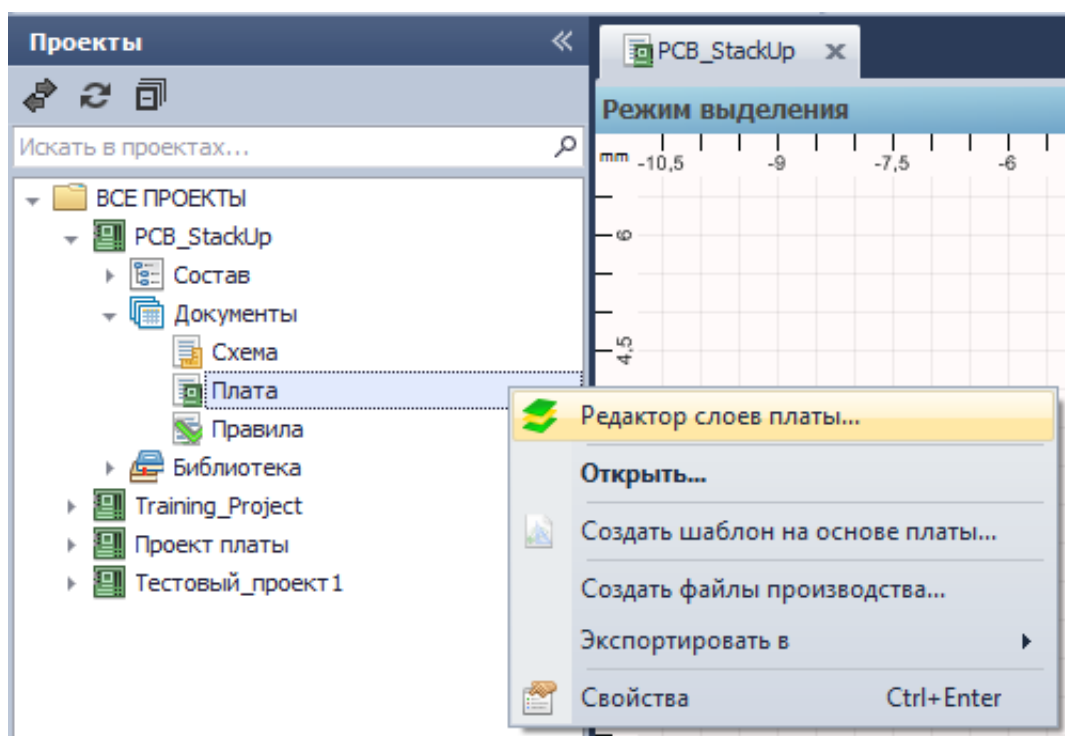 Проекты
PCB_StackUp
Режим выделения
Искать в проектах...
mm -10,5 -9 -7,5 -6
6
4,5
ВСЕ ПРОЕКТЫ
PCB_StackUp
Состав
Документы
Схема
Плата
Правила
Библиотека
Training_Project
Проект платы
Тестовый_проект1
Редактор слоев платы...
Открыть...
Создать шаблон на основе платы...
Создать файлы производства...
Экспортировать в
Свойства Ctrl+Enter